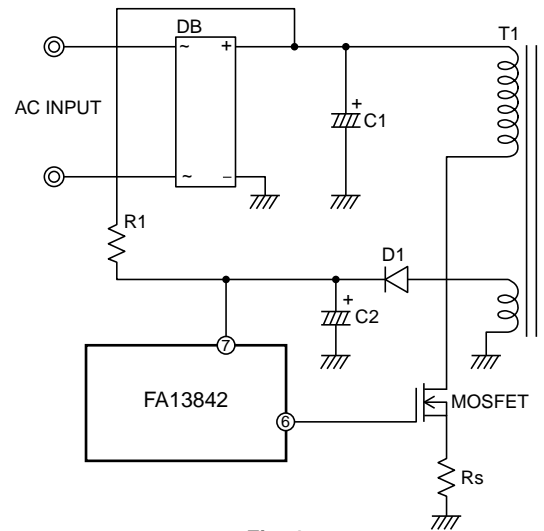 DB
T1
~
+
AC INPUT
+
C1
~
−
R1
D1
+
C2
7
FA13842
6
MOSFET
Rs